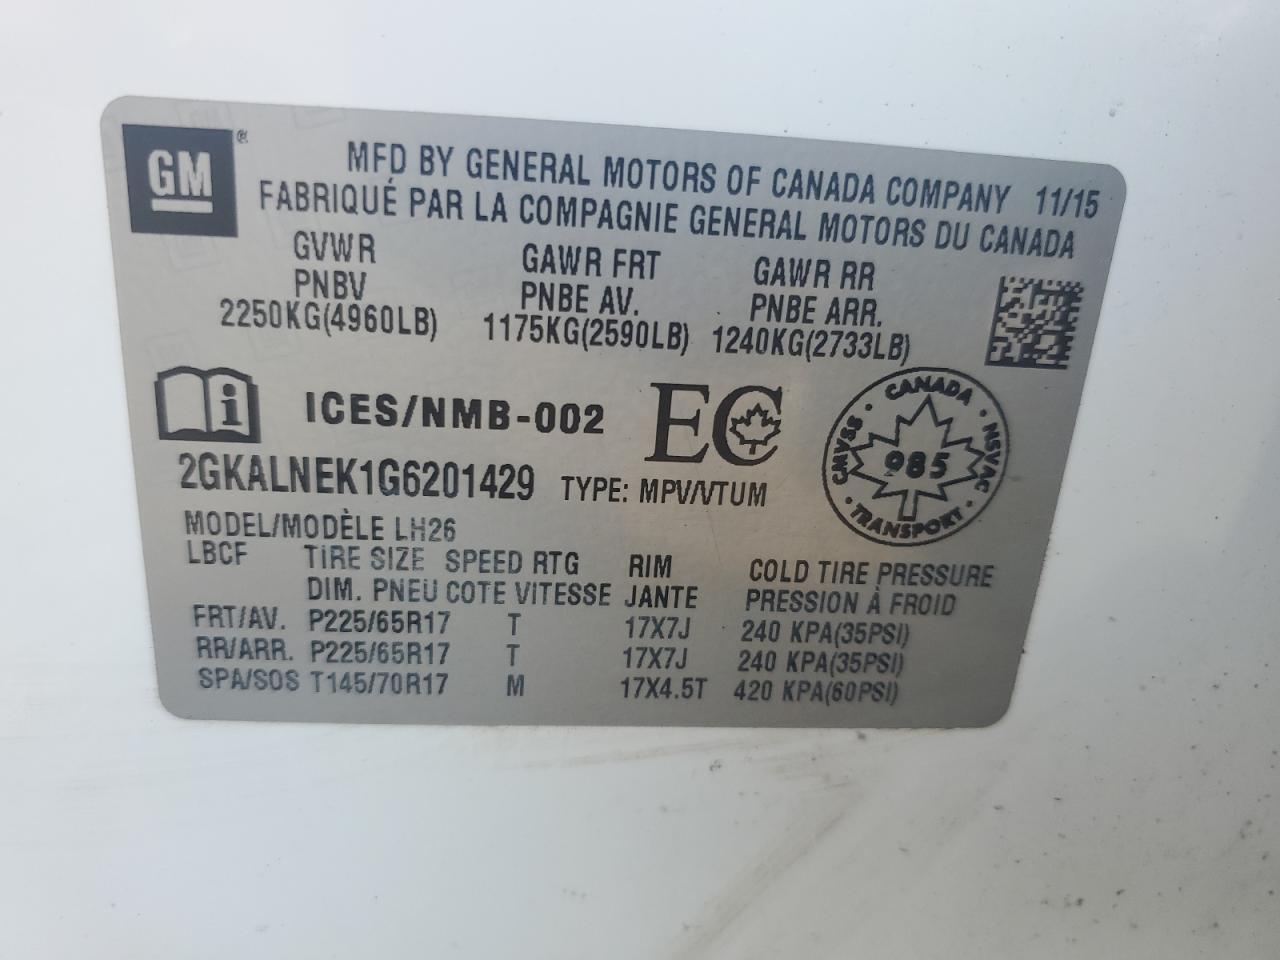 GM ®
MFD BY GENERAL MOTORS OF CANADA COMPANY 11/15
FABRIQUÉ PAR LA COMPAGNIE GENERAL MOTORS DU CANADA
GVWR GAWR FRT GAWR RR
PNBV PNBE AV. PNBE ARR.
2250KG(4960LB) 1175KG(2590LB) 1240KG(2733LB)
i ICES/NMB-002 EC
CANADA
CMVSS · NSVAC
985
TRANSPORT
2GKALNEK1G6201429 TYPE: MPV/VTUM
MODEL/MODÈLE LH26
LBCF TIRE SIZE SPEED RTG RIM COLD TIRE PRESSURE
DIM. PNEU COTE VITESSE JANTE PRESSION À FROID
FRT/AV. P225/65R17 T 17X7J 240 KPA(35PSI)
RR/ARR. P225/65R17 T 17X7J 240 KPA(35PSI)
SPA/SOS T145/70R17 M 17X4.5T 420 KPA(60PSI)